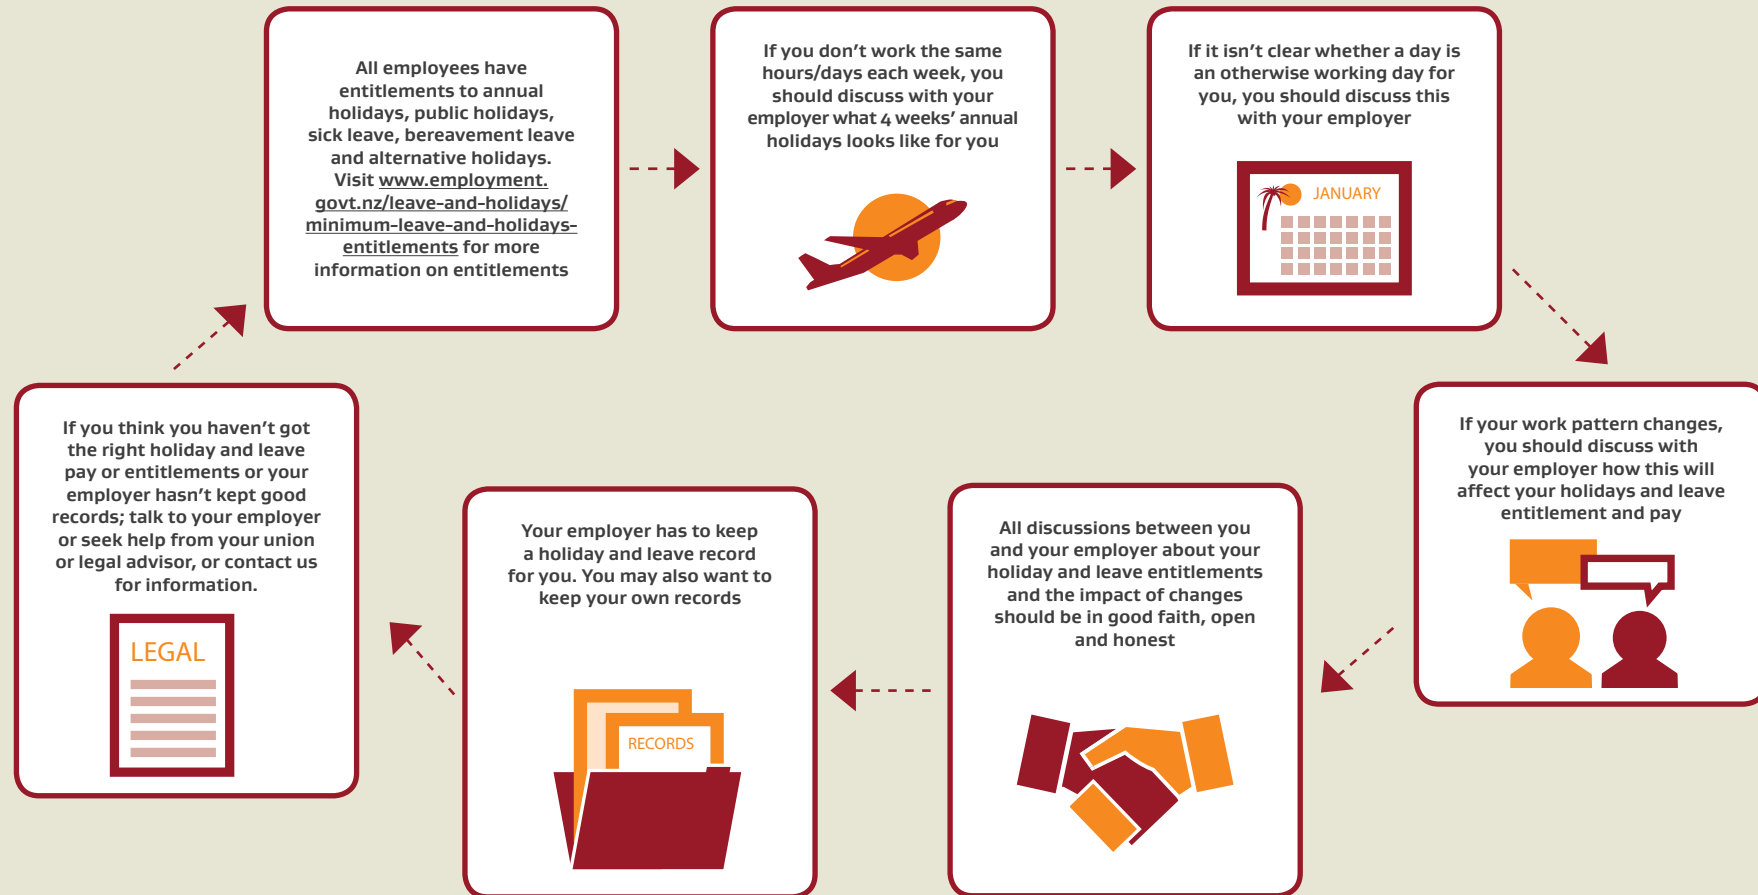 All employees have
entitlements to annual
holidays, public holidays,
sick leave, bereavement leave
and alternative holidays.
Visit www.employment.
govt.nz/leave-and-holidays/
minimum-leave-and-holidays-
entitlements for more
information on entitlements
If you don't work the same
hours/days each week, you
should discuss with your
employer what 4 weeks' annual
holidays looks like for you
If it isn't clear whether a day is
an otherwise working day for
you, you should discuss this
with your employer
JANUARY
If your work pattern changes,
you should discuss with
your employer how this will
affect your holidays and leave
entitlement and pay
All discussions between you
and your employer about your
holiday and leave entitlements
and the impact of changes
should be in good faith, open
and honest
Your employer has to keep
a holiday and leave record
for you. You may also want to
keep your own records
RECORDS
If you think you haven't got
the right holiday and leave
pay or entitlements or your
employer hasn't kept good
records; talk to your employer
or seek help from your union
or legal advisor, or contact us
for information.
LEGAL